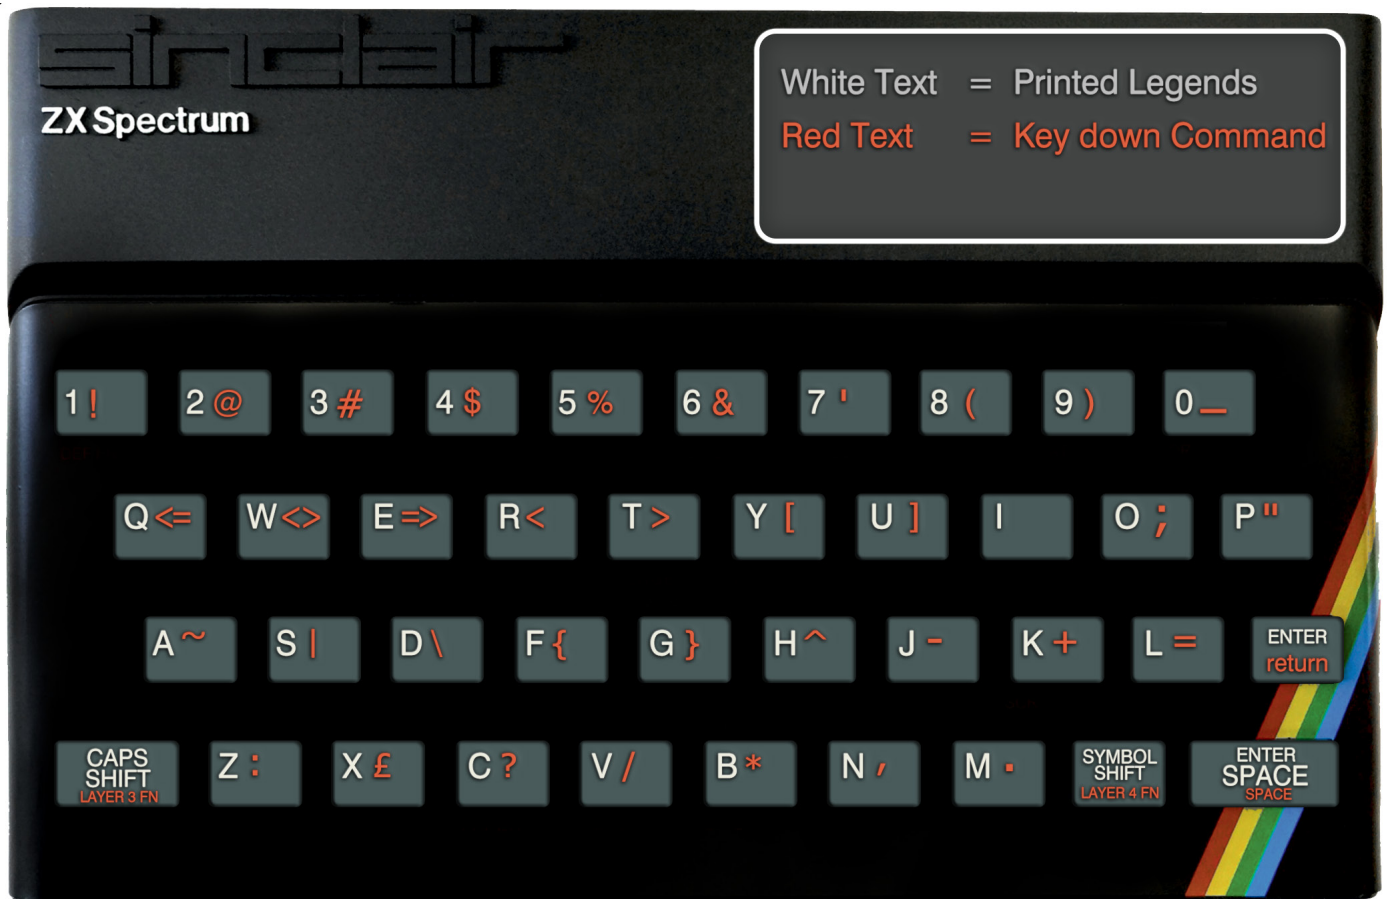 sinclair
ZX Spectrum
White Text = Printed Legends
Red Text = Key down Command
1 ! 2 @ 3 # 4 $ 5 % 6 & 7 ' 8 ( 9 ) 0 _
Q <= W <> E => R < T > Y [ U ] I O ; P "
A ~ S | D \ F { G } H ^ J - K + L = ENTER return
CAPS SHIFT LAYER 3 FN Z : X £ C ? V / B * N , M . SYMBOL SHIFT LAYER 4 FN ENTER SPACE SPACE